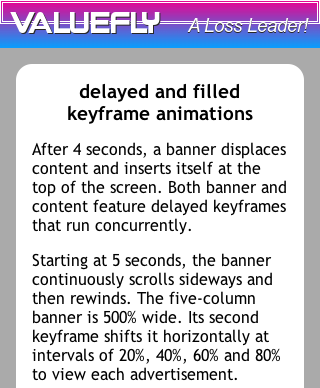 VALUEFLY A Loss Leader!
delayed and filled
keyframe animations
After 4 seconds, a banner displaces
content and inserts itself at the
top of the screen. Both banner and
content feature delayed keyframes
that run concurrently.
Starting at 5 seconds, the banner
continuously scrolls sideways and
then rewinds. The five-column
banner is 500% wide. Its second
keyframe shifts it horizontally at
intervals of 20%, 40%, 60% and 80%
to view each advertisement.